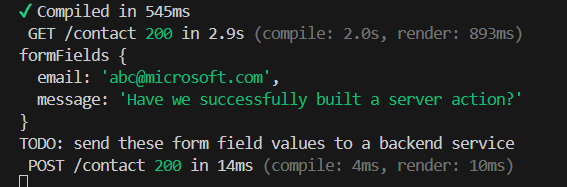 ✓ Compiled in 545ms
GET /contact 200 in 2.9s (compile: 2.0s, render: 893ms)
formFields {
  email: 'abc@microsoft.com',
  message: 'Have we successfully built a server action?'
}
TODO: send these form field values to a backend service
POST /contact 200 in 14ms (compile: 4ms, render: 10ms)